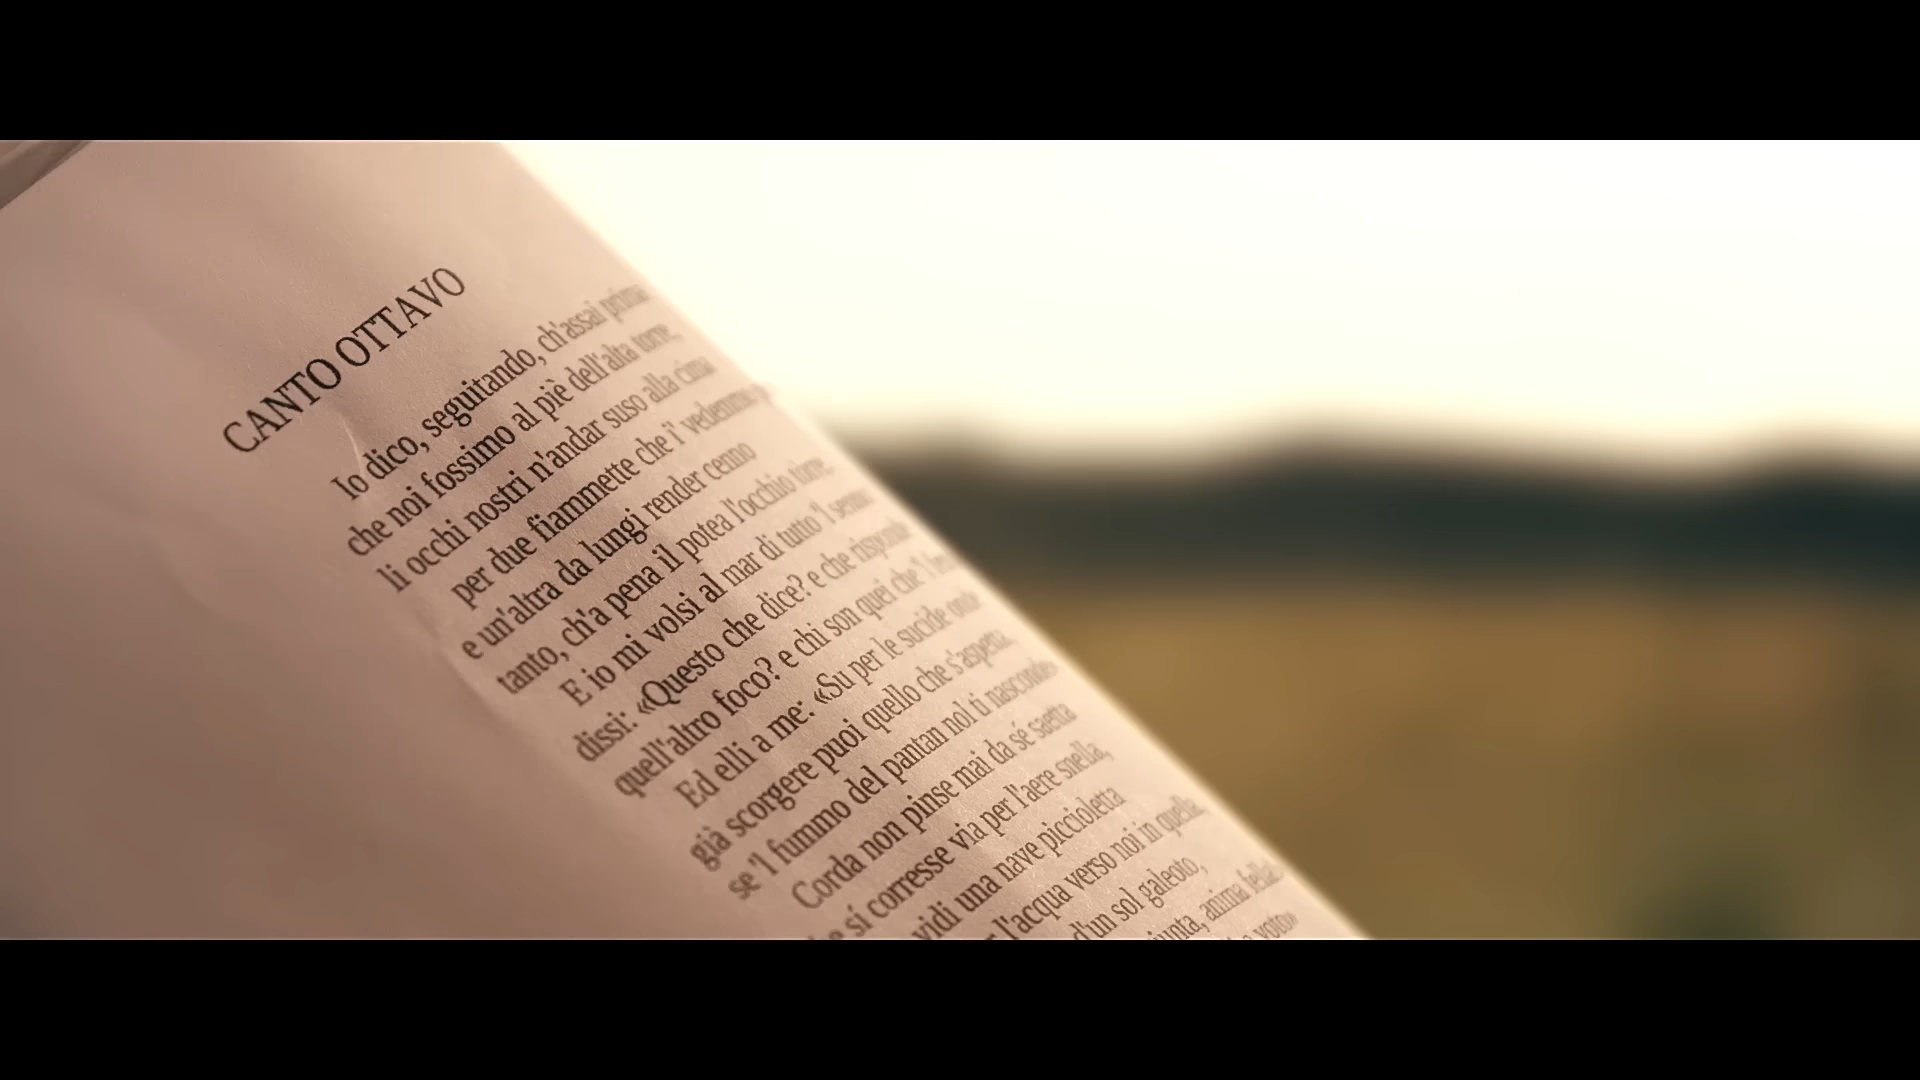 CANTO OTTAVO
Io dico, seguitando, ch'assai prima
che noi fossimo al piè dell'alta torre,
li occhi nostri n'andar suso alla cima
per due fiammette che i' vedemmo
e un'altra da lungi render cenno
tanto, ch'a pena il potea l'occhio torre.
E io mi volsi al mar di tutto 'l senno
dissi: «Questo che dice? e che risponde
quell'altro foco? e chi son quei che 'l
Ed elli a me: «Su per le sucide onde
già scorgere puoi quello che s'aspetta,
se 'l fummo del pantan nol ti nasconde»
Corda non pinse mai da sé saetta
sí corresse via per l'aere snella,
vidi una nave piccioletta
l'acqua verso noi in quella,
d'un sol galeoto,
anima fella
voto»